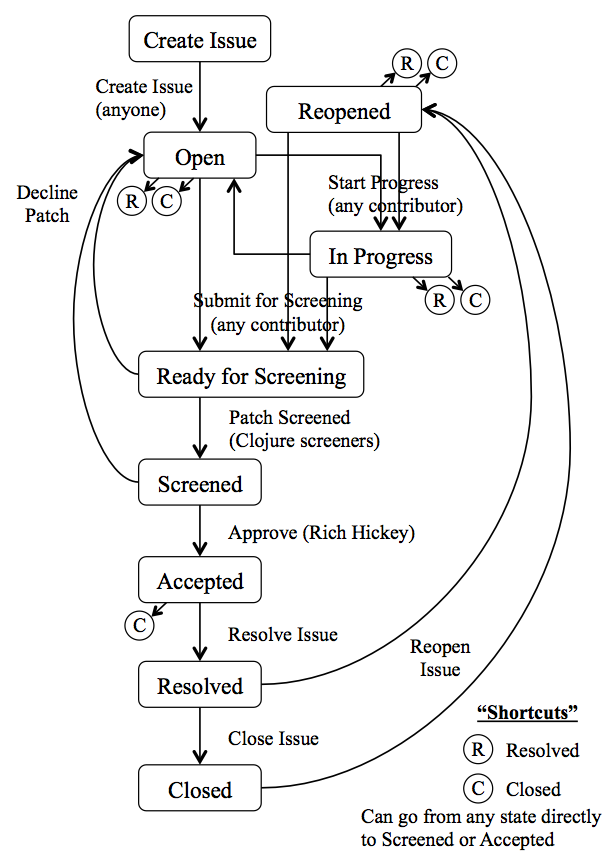 Create Issue
R C
Create Issue
(anyone)
Reopened
Open
Decline
Patch
R C
Start Progress
(any contributor)
In Progress
R C
Submit for Screening
(any contributor)
Ready for Screening
Patch Screened
(Clojure screeners)
Screened
Approve (Rich Hickey)
Accepted
C
Resolve Issue
Reopen
Issue
Resolved
Close Issue
Closed
“Shortcuts”
R Resolved
C Closed
Can go from any state directly
to Screened or Accepted